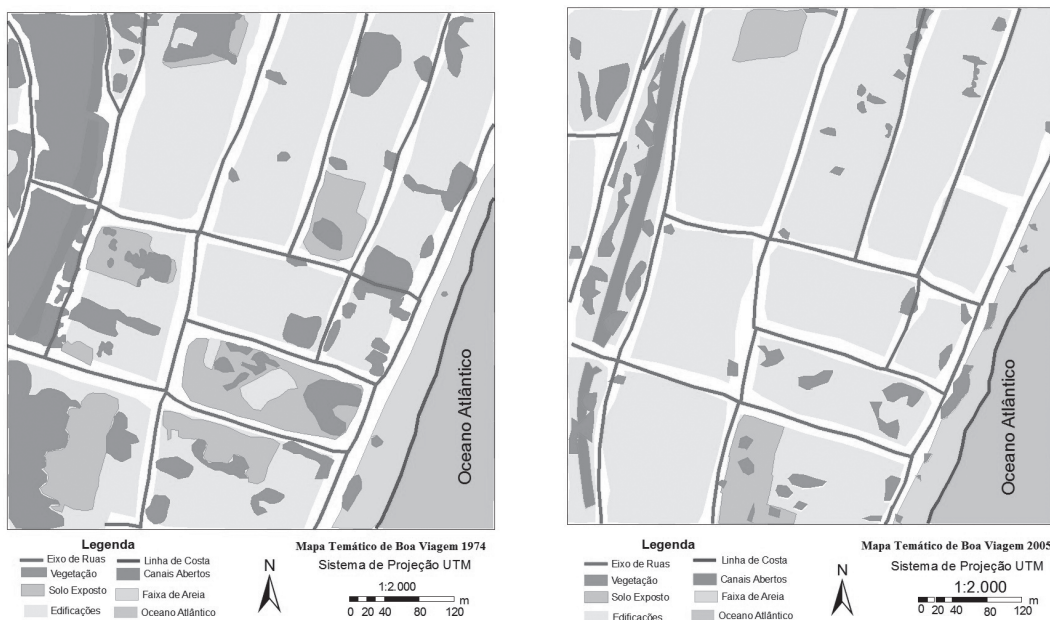 Oceano Atlântico
Legenda
Eixo de Ruas
Linha de Costa
Vegetação
Canais Abertos
Solo Exposto
Faixa de Areia
Edificações
Oceano Atlântico
N
Mapa Temático de Boa Viagem 1974
Sistema de Projeção UTM
1:2.000
m
0 20 40 80 120
Oceano Atlântico
Legenda
Eixo de Ruas
Linha de Costa
Vegetação
Canais Abertos
Solo Exposto
Faixa de Areia
Edificações
Oceano Atlântico
N
Mapa Temático de Boa Viagem 2005
Sistema de Projeção UTM
1:2.000
m
0 20 40 80 120